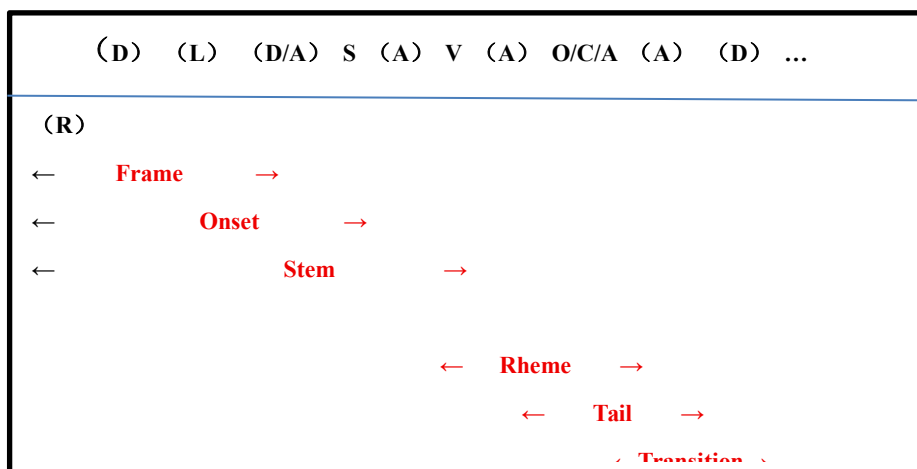 （D） （L） （D/A） S （A） V （A） O/C/A （A） （D） …
（R）
← Frame →
← Onset →
← Stem →
← Rheme →
← Tail →
← Transition →